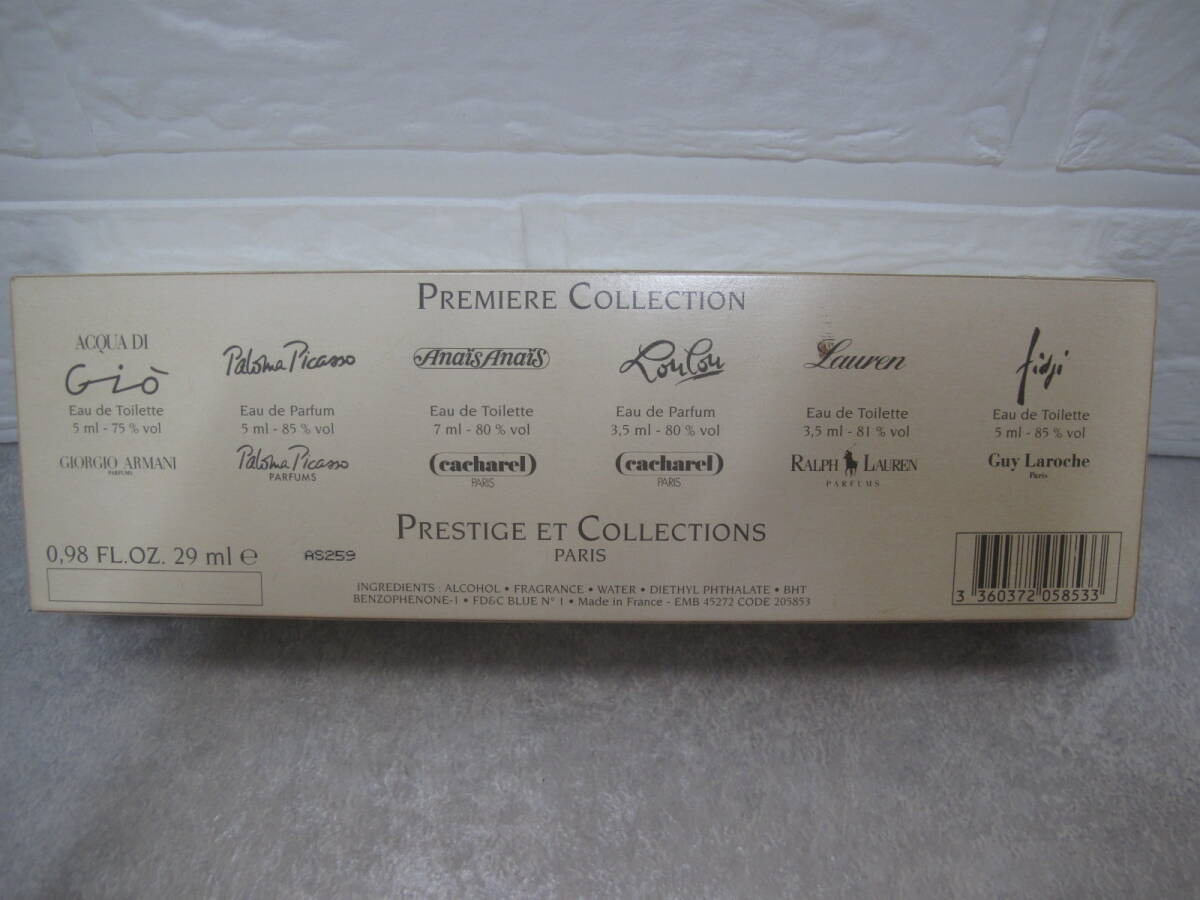 PREMIERE COLLECTION
ACQUA DI
Giò
Eau de Toilette
5 ml - 75 % vol
GIORGIO ARMANI
PARFUMS
Paloma Picasso
Eau de Parfum
5 ml - 85 % vol
Paloma Picasso
PARFUMS
Anaïs Anaïs
Eau de Toilette
7 ml - 80 % vol
cacharel
PARIS
LouLou
Eau de Parfum
3,5 ml - 80 % vol
cacharel
PARIS
Lauren
Eau de Toilette
3,5 ml - 81 % vol
RALPH LAUREN
PARFUMS
fidji
Eau de Toilette
5 ml - 85 % vol
Guy Laroche
Paris
PRESTIGE ET COLLECTIONS
PARIS
0,98 FL.OZ. 29 ml e
AS259
INGREDIENTS : ALCOHOL • FRAGRANCE • WATER • DIETHYL PHTHALATE • BHT
BENZOPHENONE-1 • FD&C BLUE N° 1 • Made in France - EMB 45272 CODE 205853
3 360372 058533